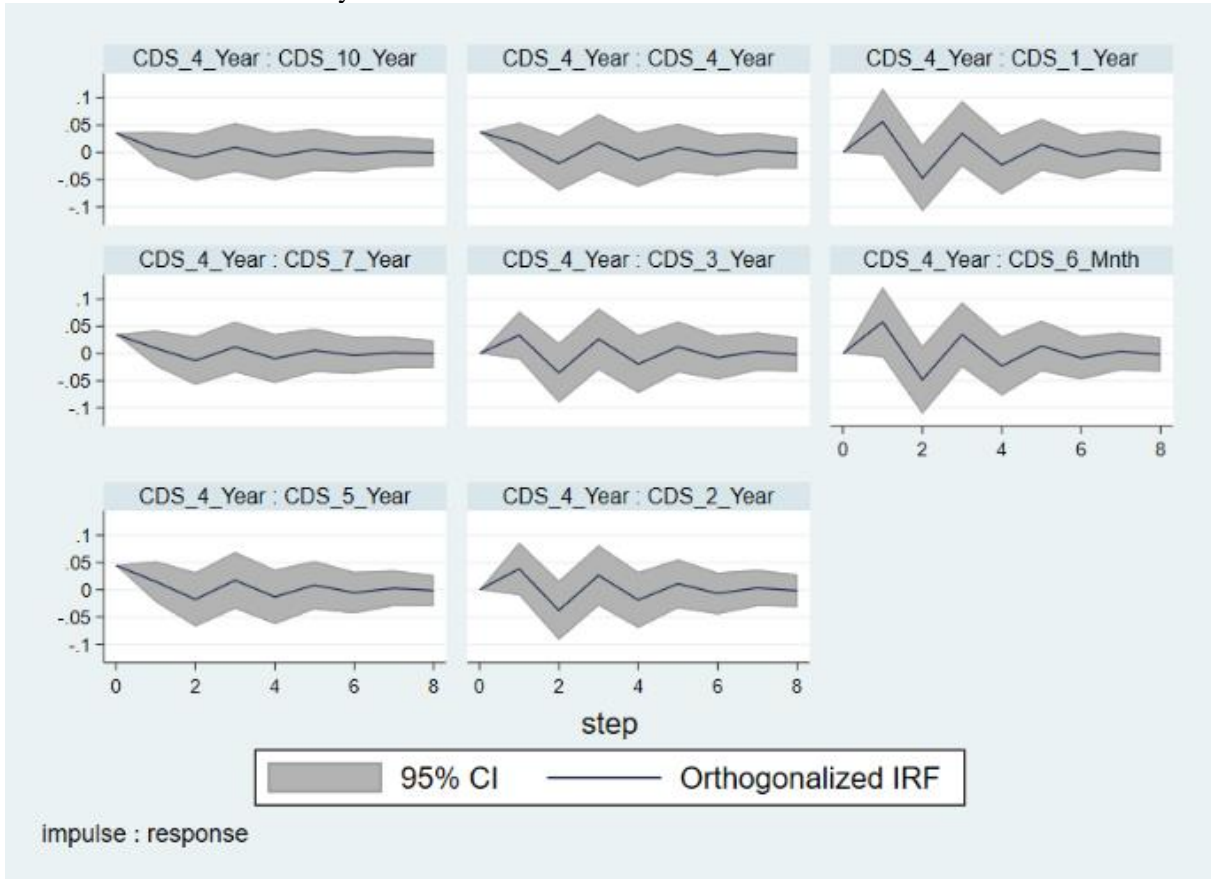 CDS_4_Year : CDS_10_Year CDS_4_Year : CDS_4_Year CDS_4_Year : CDS_1_Year
.1
.05
0
-.05
-.1
CDS_4_Year : CDS_7_Year CDS_4_Year : CDS_3_Year CDS_4_Year : CDS_6_Mnth
.1
.05
0
-.05
-.1
0 2 4 6 8
CDS_4_Year : CDS_5_Year CDS_4_Year : CDS_2_Year
.1
.05
0
-.05
-.1
0 2 4 6 8 0 2 4 6 8
step
95% CI Orthogonalized IRF
impulse : response